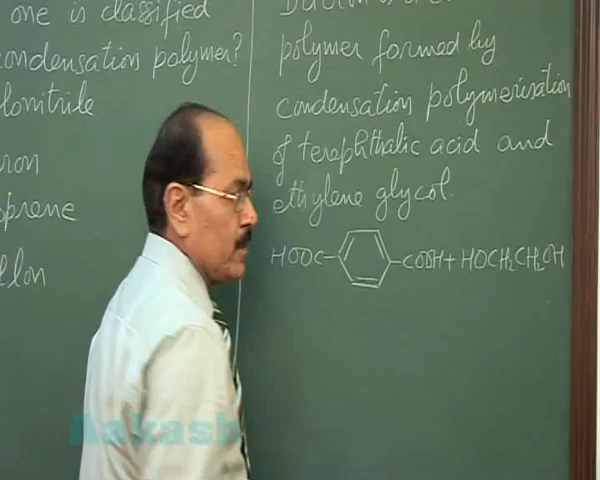 one is classified
condensation polymer?
lonitrile
ron
oprene
llon
polymer formed by
condensation polymerisation
of terephthalic acid and
ethylene glycol.
HOOC-⌬-COOH + HOCH₂CH₂OH
Aakash